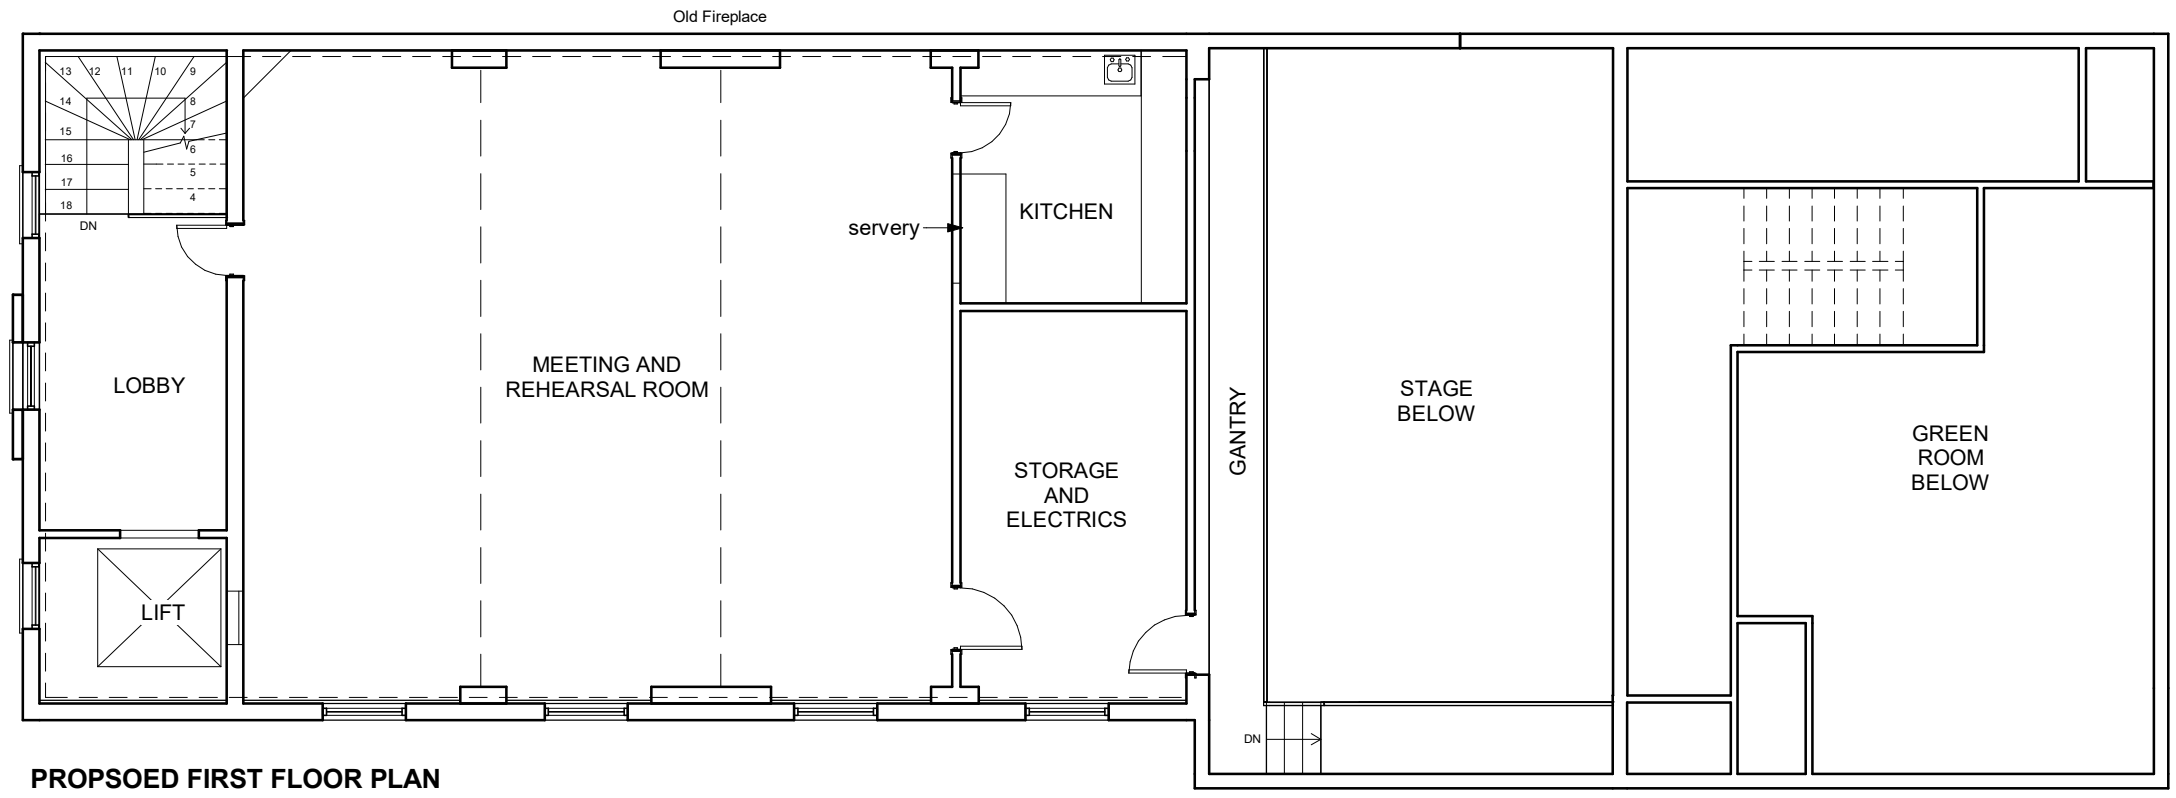 Old Fireplace
13
12
11
10
9
14
8
15
7
16
6
17
5
18
4
DN
KITCHEN
servery
MEETING AND
REHEARSAL ROOM
LOBBY
STAGE
BELOW
GANTRY
GREEN
ROOM
BELOW
STORAGE
AND
ELECTRICS
LIFT
DN
PROPSOED FIRST FLOOR PLAN